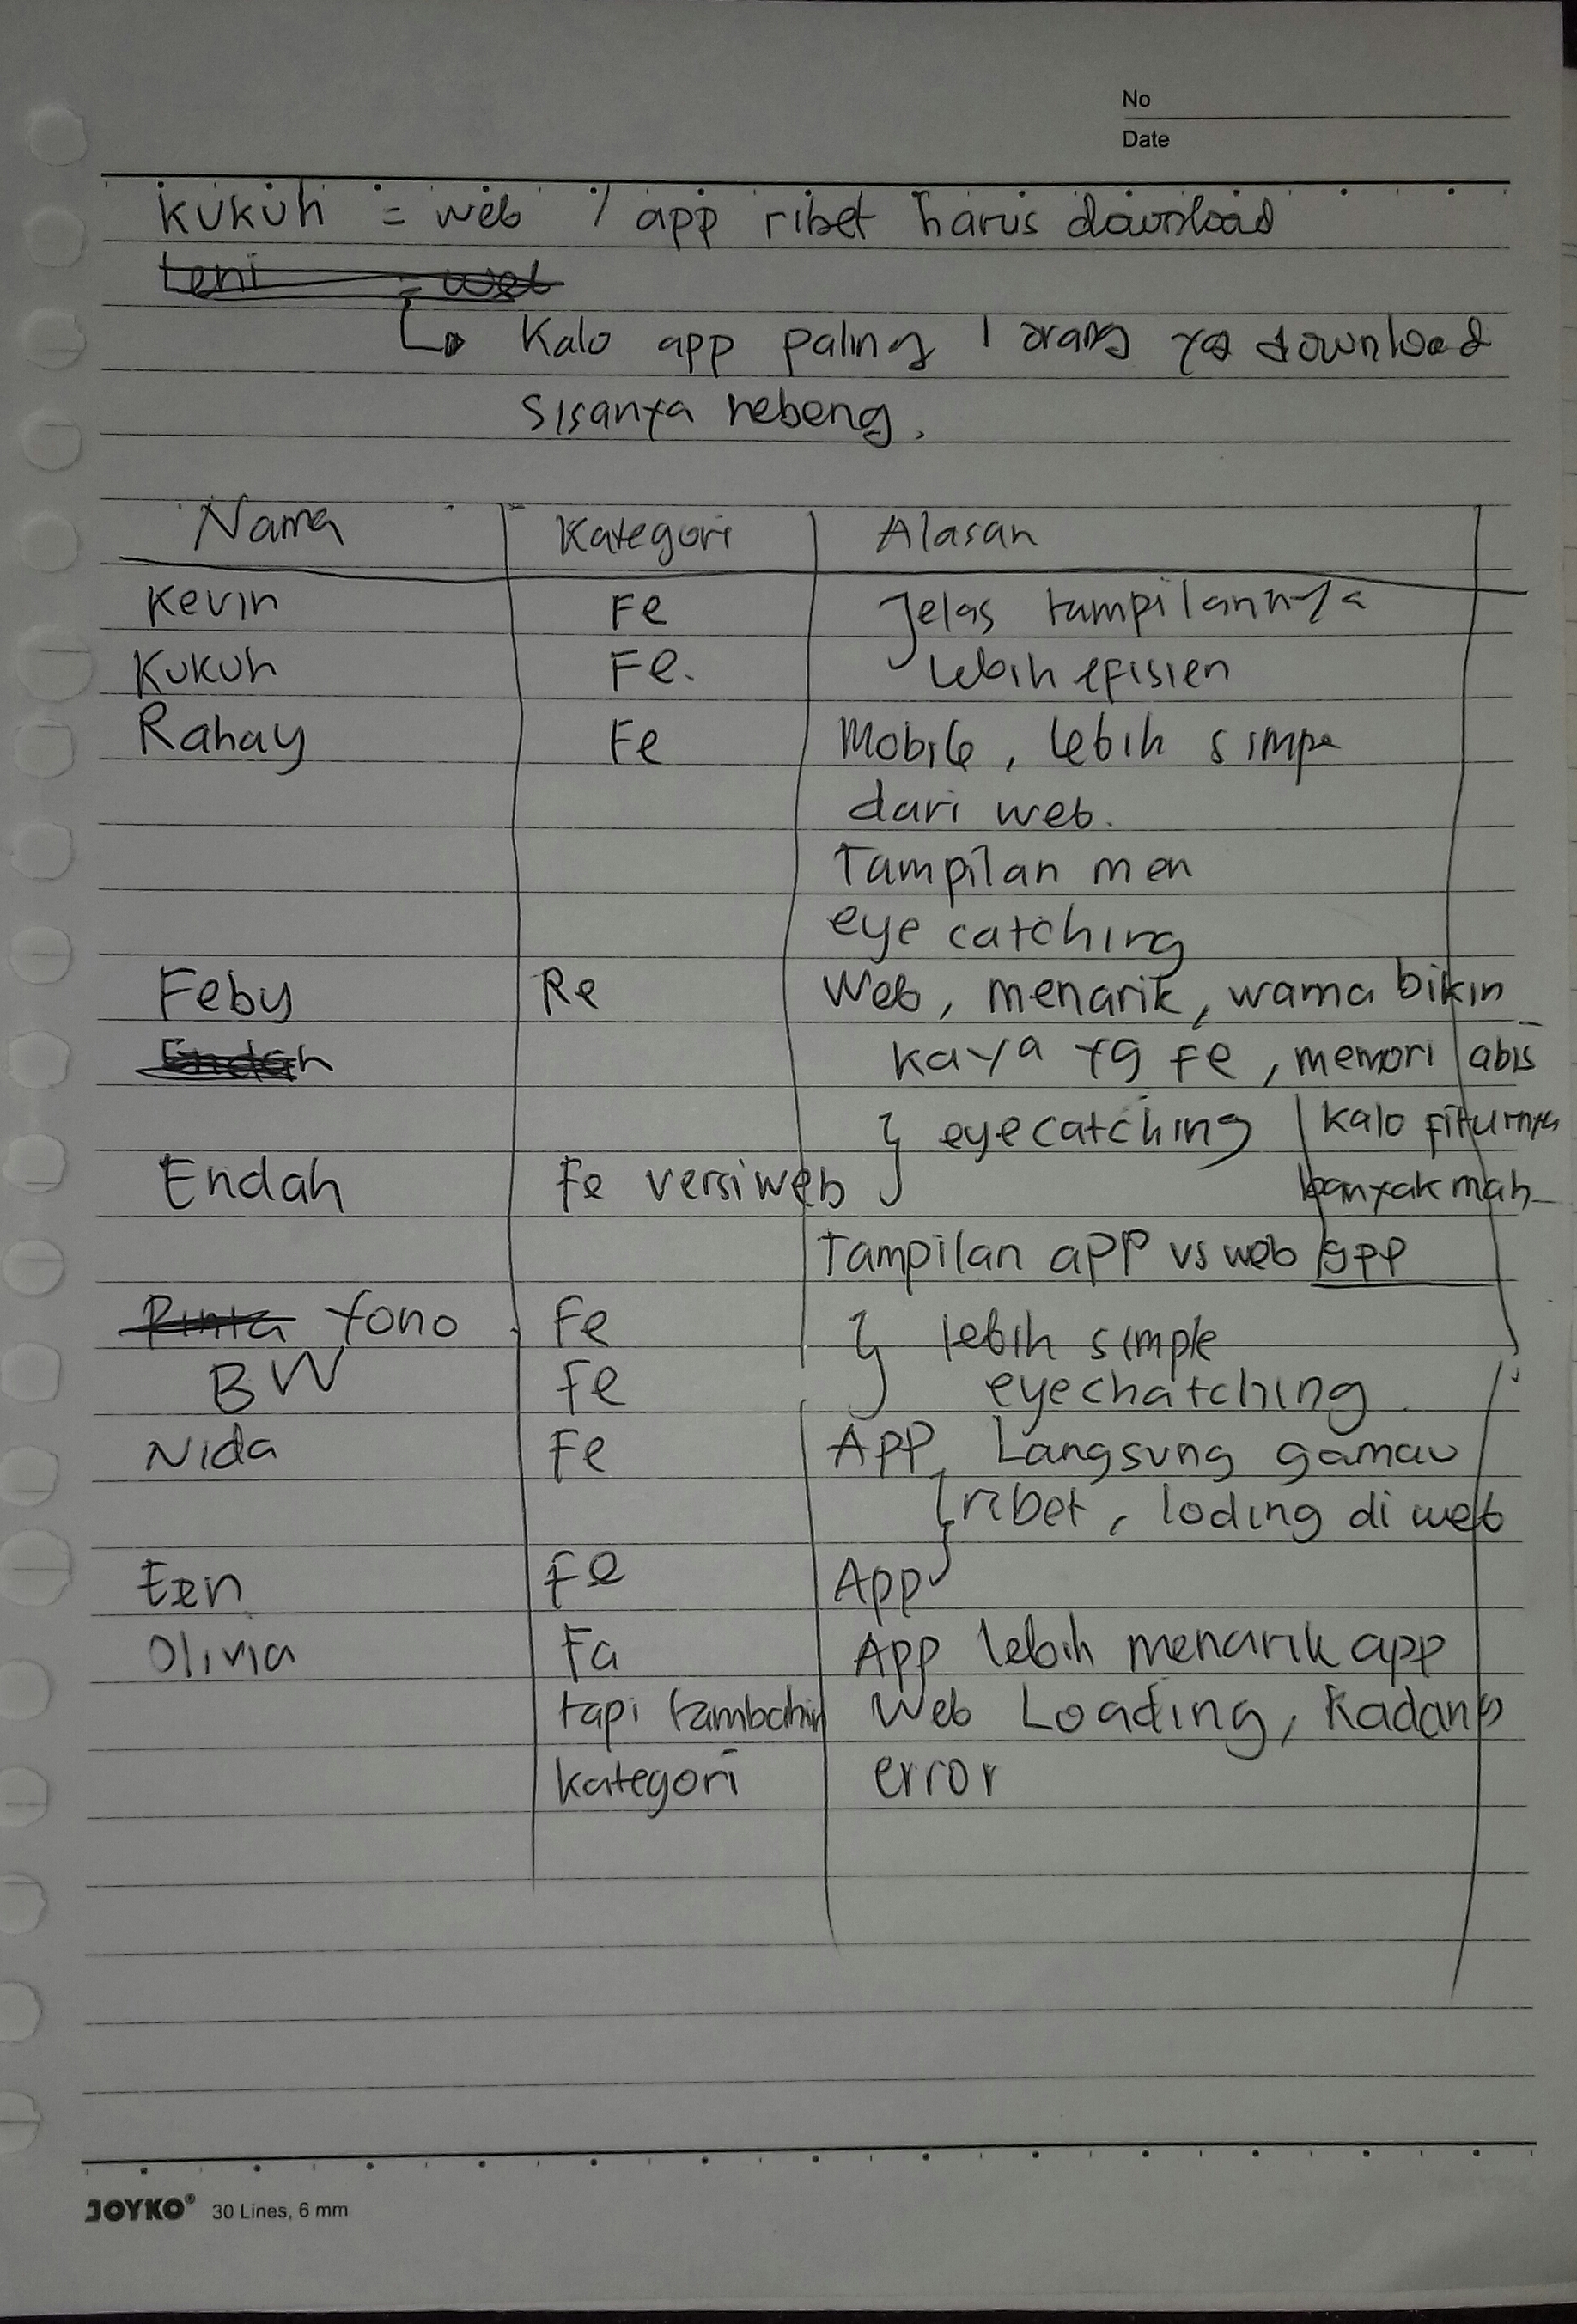 No
Date
Kukuh = web / app ribet harus download
Leni = web
Kalo app paling 1 orang yg download
sisanya nebeng.
Nama Kategori Alasan
Kevin Fe Jelas tampilannya
Kukuh Fe. Lebih efisien
Rahay Fe Mobile, lebih simpe
dari web.
Tampilan men
eye catching
Feby Re Web, menarik, warna bikin
Endah kaya yg Fe, memori abis
eyecatching kalo fiturnya
Endah Fe versi web banyak mah
Tampilan app vs web gpp
Rinta Yono Fe lebih simple
BW Fe eyechatching
Nida Fe App Langsung gamau
ribet, loding di web
Fe App
Olivia Fa App lebih menarik app
tapi tambahin Web Loading, Kadang
kategori error
JOYKO® 30 Lines, 6 mm